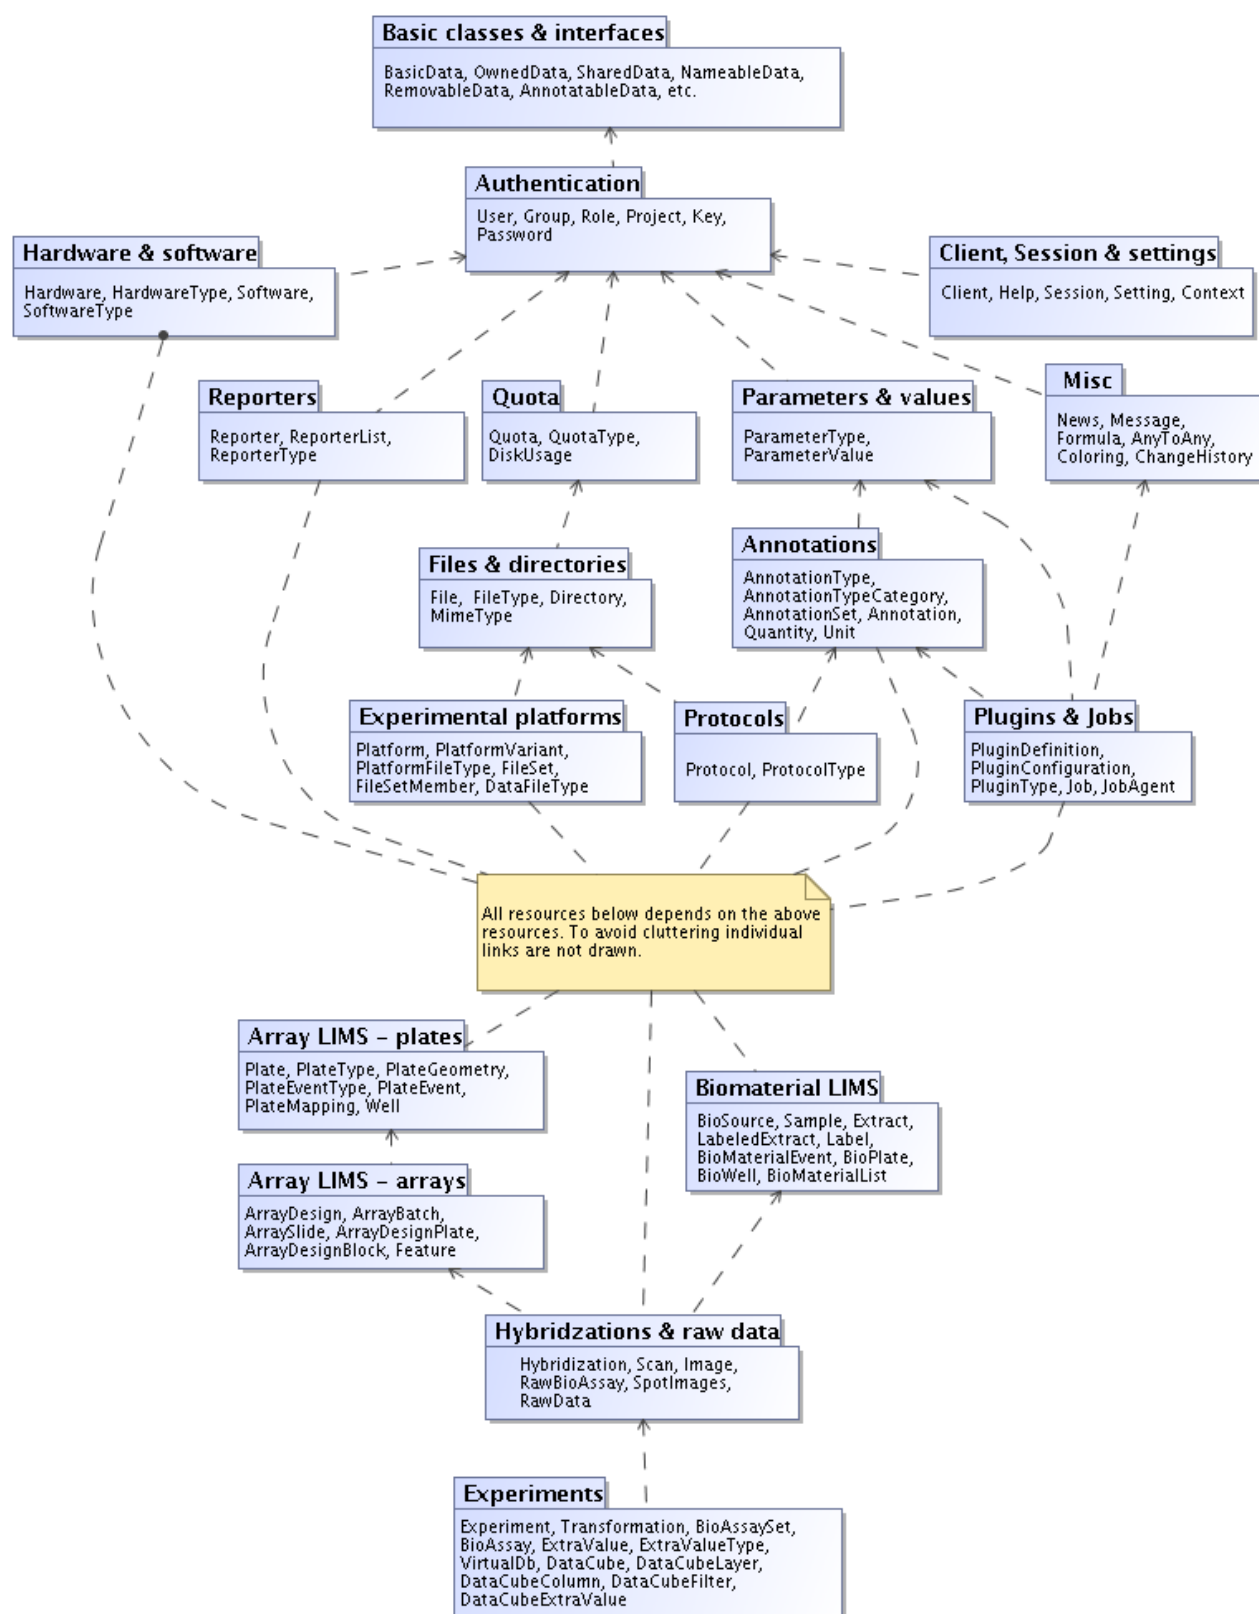 Basic classes & interfaces
BasicData, OwnedData, SharedData, NameableData,
RemovableData, AnnotatableData, etc.
Authentication
User, Group, Role, Project, Key,
Password
Hardware & software
Hardware, HardwareType, Software,
SoftwareType
Client, Session & settings
Client, Help, Session, Setting, Context
Reporters
Reporter, ReporterList,
ReporterType
Quota
Quota, QuotaType,
DiskUsage
Parameters & values
ParameterType,
ParameterValue
Misc
News, Message,
Formula, AnyToAny,
Coloring, ChangeHistory
Files & directories
File, FileType, Directory,
MimeType
Annotations
AnnotationType,
AnnotationTypeCategory,
AnnotationSet, Annotation,
Quantity, Unit
Experimental platforms
Platform, PlatformVariant,
PlatformFileType, FileSet,
FileSetMember, DataFileType
Protocols
Protocol, ProtocolType
Plugins & Jobs
PluginDefinition,
PluginConfiguration,
PluginType, Job, JobAgent
All resources below depends on the above
resources. To avoid cluttering individual
links are not drawn.
Array LIMS – plates
Plate, PlateType, PlateGeometry,
PlateEventType, PlateEvent,
PlateMapping, Well
Biomaterial LIMS
BioSource, Sample, Extract,
LabeledExtract, Label,
BioMaterialEvent, BioPlate,
BioWell, BioMaterialList
Array LIMS – arrays
ArrayDesign, ArrayBatch,
ArraySlide, ArrayDesignPlate,
ArrayDesignBlock, Feature
Hybridzations & raw data
Hybridization, Scan, Image,
RawBioAssay, SpotImages,
RawData
Experiments
Experiment, Transformation, BioAssaySet,
BioAssay, ExtraValue, ExtraValueType,
VirtualDb, DataCube, DataCubeLayer,
DataCubeColumn, DataCubeFilter,
DataCubeExtraValue